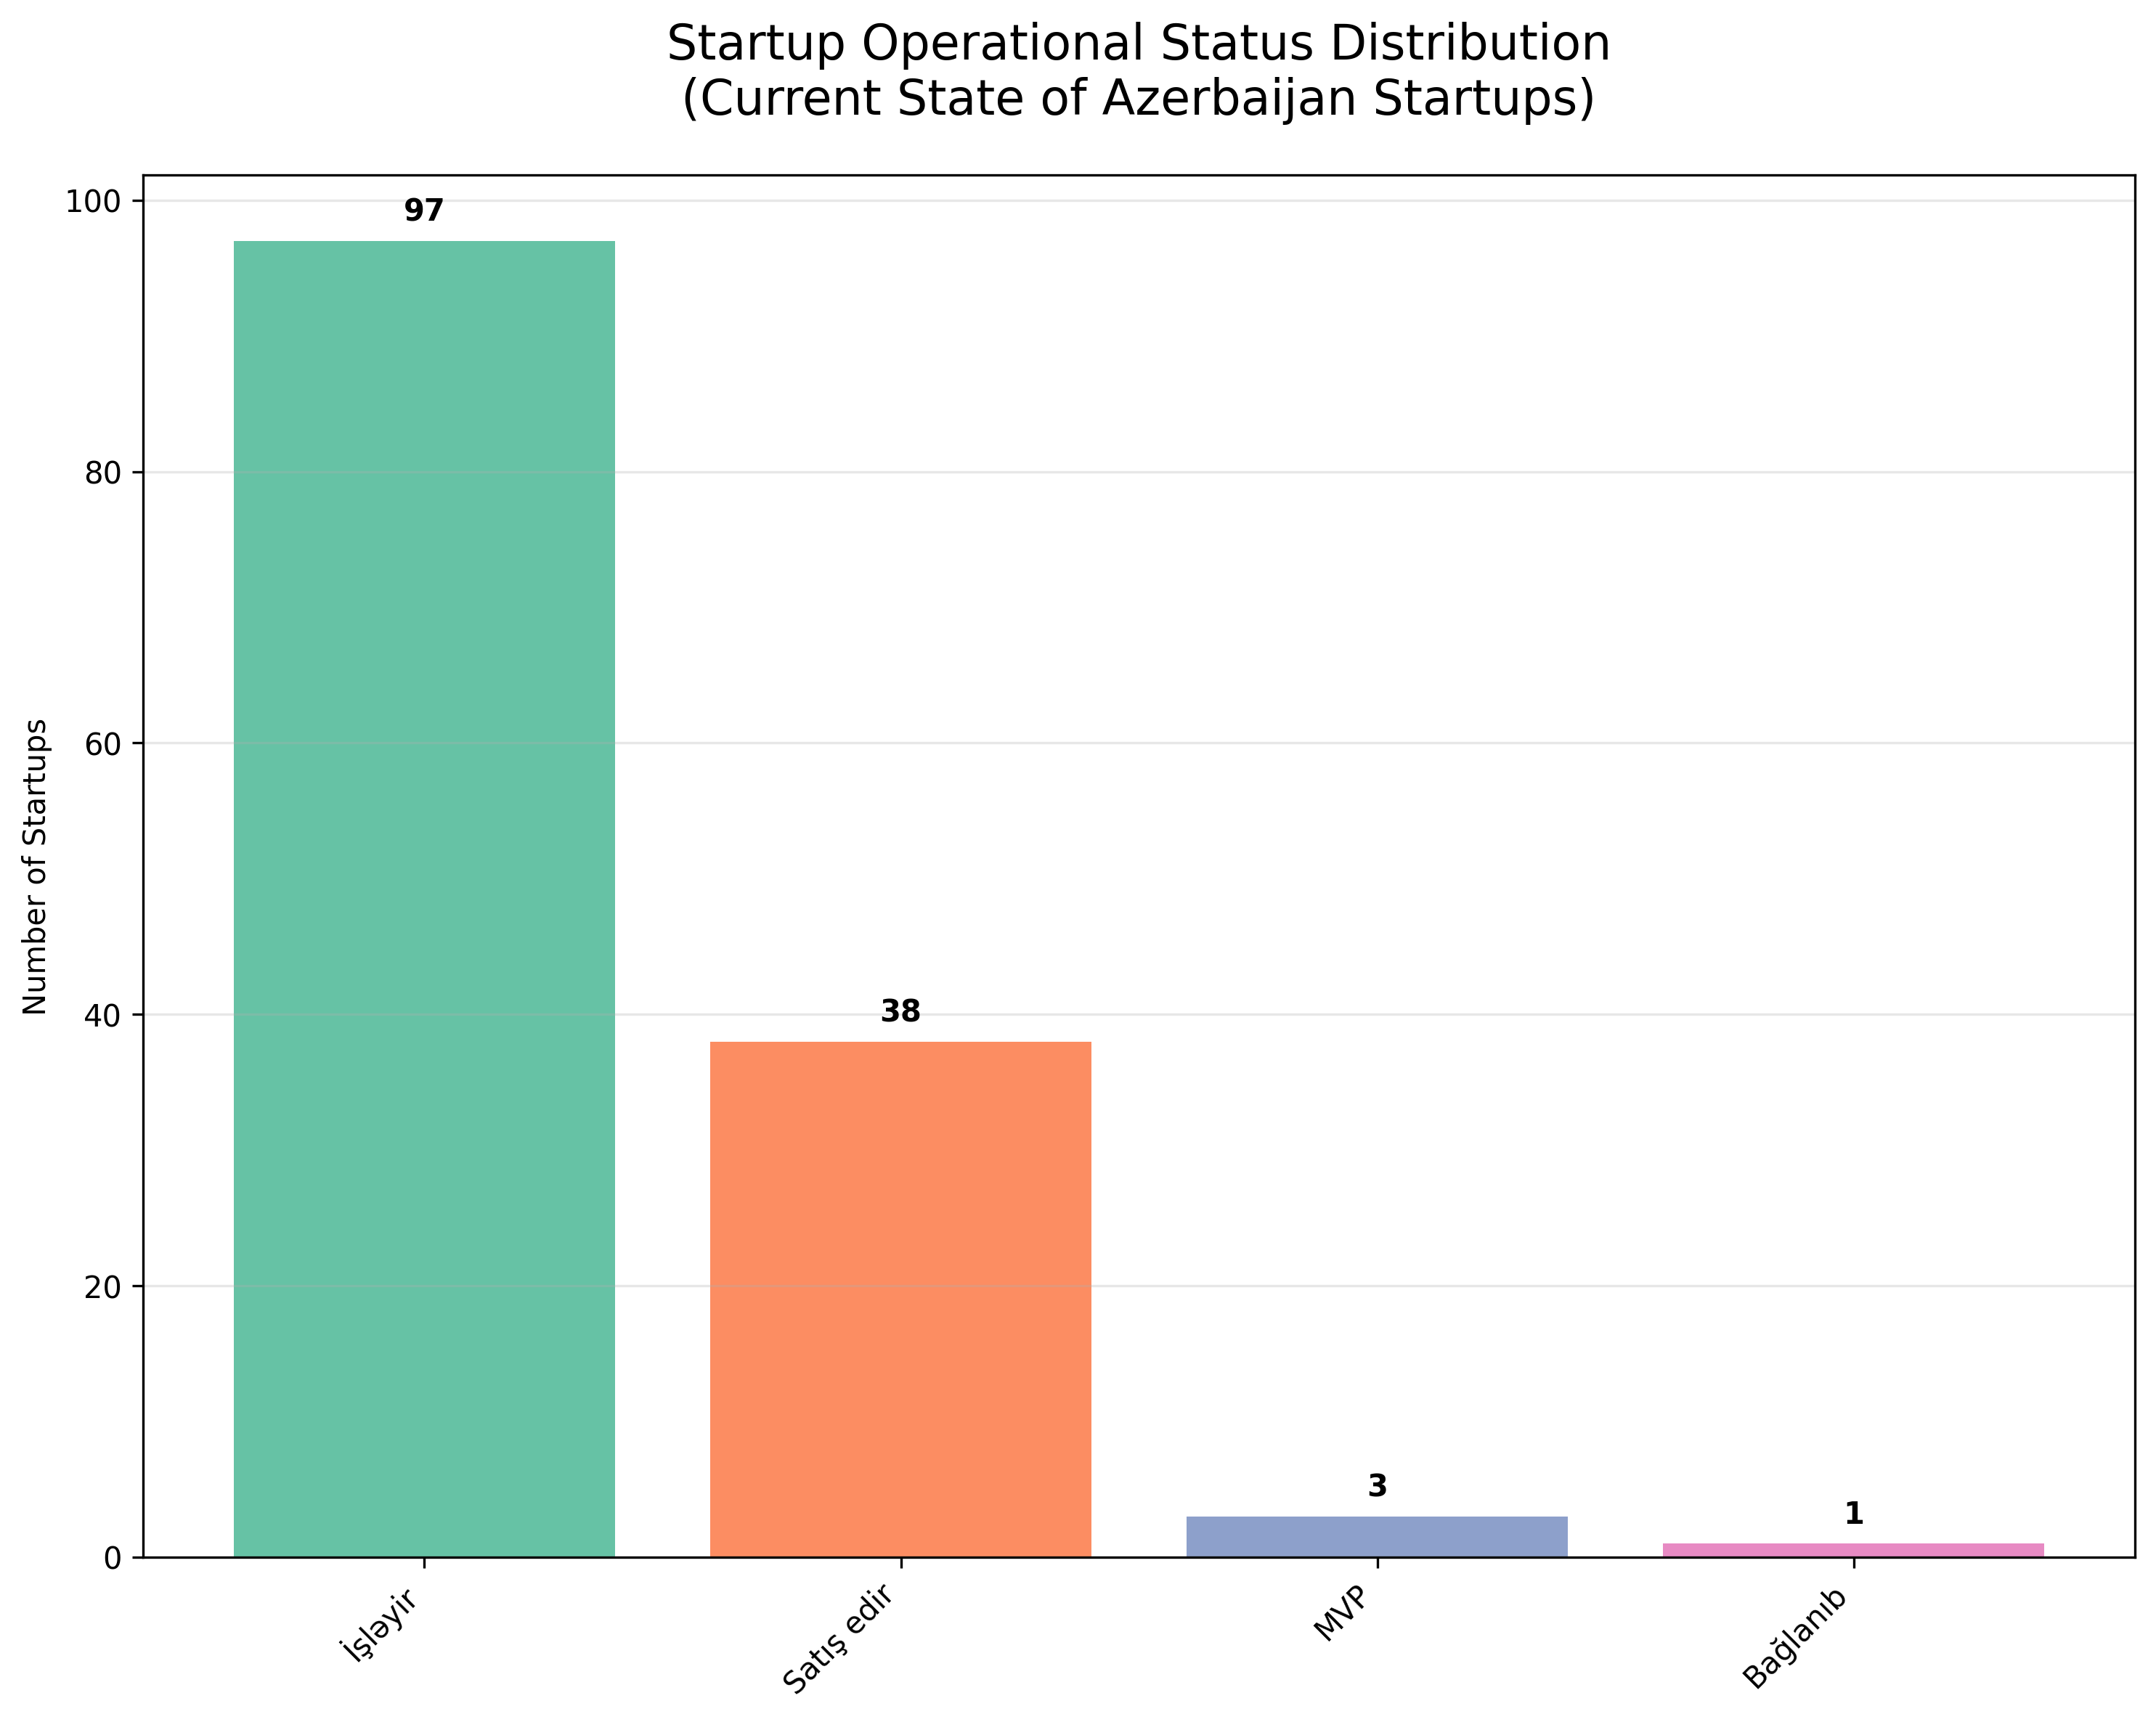 Startup Operational Status Distribution
(Current State of Azerbaijan Startups)
Number of Startups
100
80
60
40
20
0
97
38
3
1
İşləyir
Satış edir
MVP
Bağlanıb